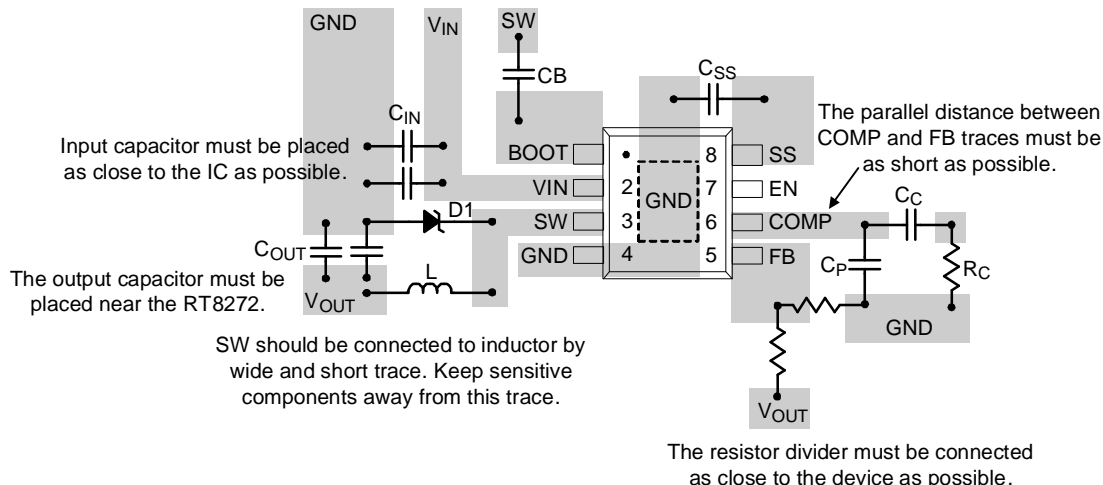 GND
VIN
SW
CB
CSS
CIN
Input capacitor must be placed
as close to the IC as possible.
The parallel distance between
COMP and FB traces must be
as short as possible.
BOOT
8
SS
VIN
2
GND
7
EN
SW
3
6
COMP
GND
4
5
FB
D1
COUT
L
VOUT
The output capacitor must be
placed near the RT8272.
CC
CP
RC
GND
VOUT
SW should be connected to inductor by
wide and short trace. Keep sensitive
components away from this trace.
The resistor divider must be connected
as close to the device as possible.